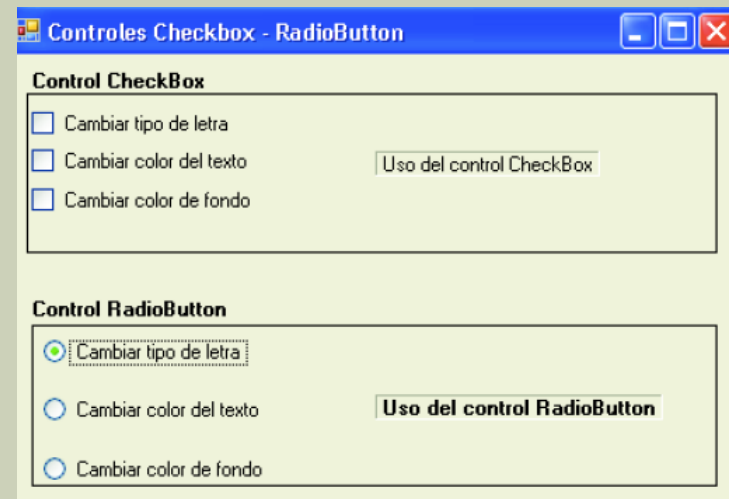 Controles Checkbox - RadioButton
Control CheckBox
Cambiar tipo de letra
Cambiar color del texto
Uso del control CheckBox
Cambiar color de fondo
Control RadioButton
Cambiar tipo de letra
Cambiar color del texto
Uso del control RadioButton
Cambiar color de fondo